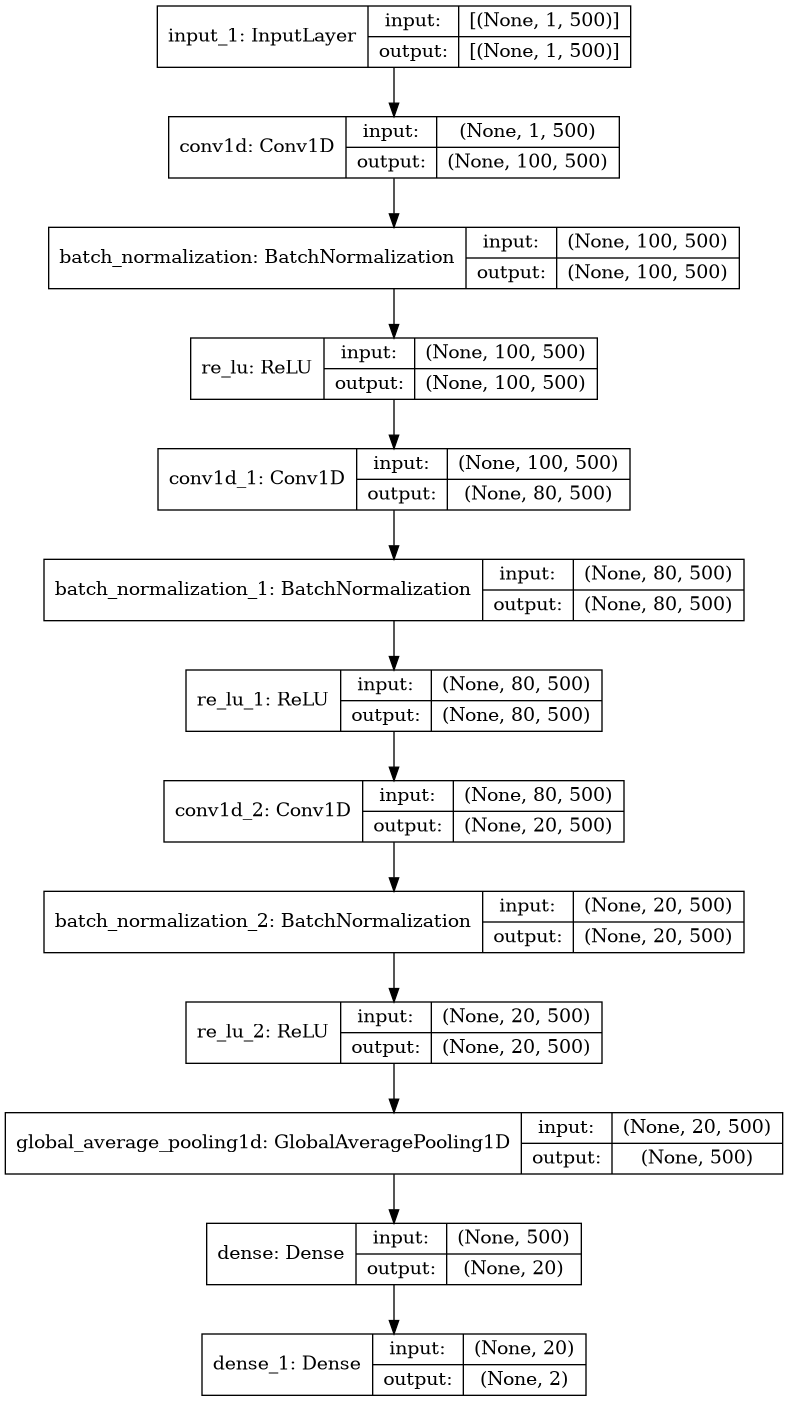 input_1: InputLayer input: [(None, 1, 500)]
output: [(None, 1, 500)]
conv1d: Conv1D input: (None, 1, 500)
output: (None, 100, 500)
batch_normalization: BatchNormalization input: (None, 100, 500)
output: (None, 100, 500)
re_lu: ReLU input: (None, 100, 500)
output: (None, 100, 500)
conv1d_1: Conv1D input: (None, 100, 500)
output: (None, 80, 500)
batch_normalization_1: BatchNormalization input: (None, 80, 500)
output: (None, 80, 500)
re_lu_1: ReLU input: (None, 80, 500)
output: (None, 80, 500)
conv1d_2: Conv1D input: (None, 80, 500)
output: (None, 20, 500)
batch_normalization_2: BatchNormalization input: (None, 20, 500)
output: (None, 20, 500)
re_lu_2: ReLU input: (None, 20, 500)
output: (None, 20, 500)
global_average_pooling1d: GlobalAveragePooling1D input: (None, 20, 500)
output: (None, 500)
dense: Dense input: (None, 500)
output: (None, 20)
dense_1: Dense input: (None, 20)
output: (None, 2)